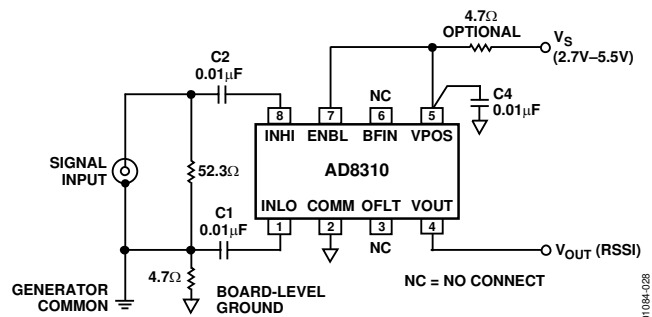 4.7Ω
OPTIONAL
VS
(2.7V–5.5V)
C2
0.01μF
NC
C4
0.01μF
8
7
6
5
INHI
ENBL
BFIN
VPOS
SIGNAL
INPUT
52.3Ω
AD8310
C1
0.01μF
INLO
COMM
OFLT
VOUT
1
2
3
4
NC
VOUT (RSSI)
4.7Ω
NC = NO CONNECT
GENERATOR
COMMON
BOARD-LEVEL
GROUND
01084-028